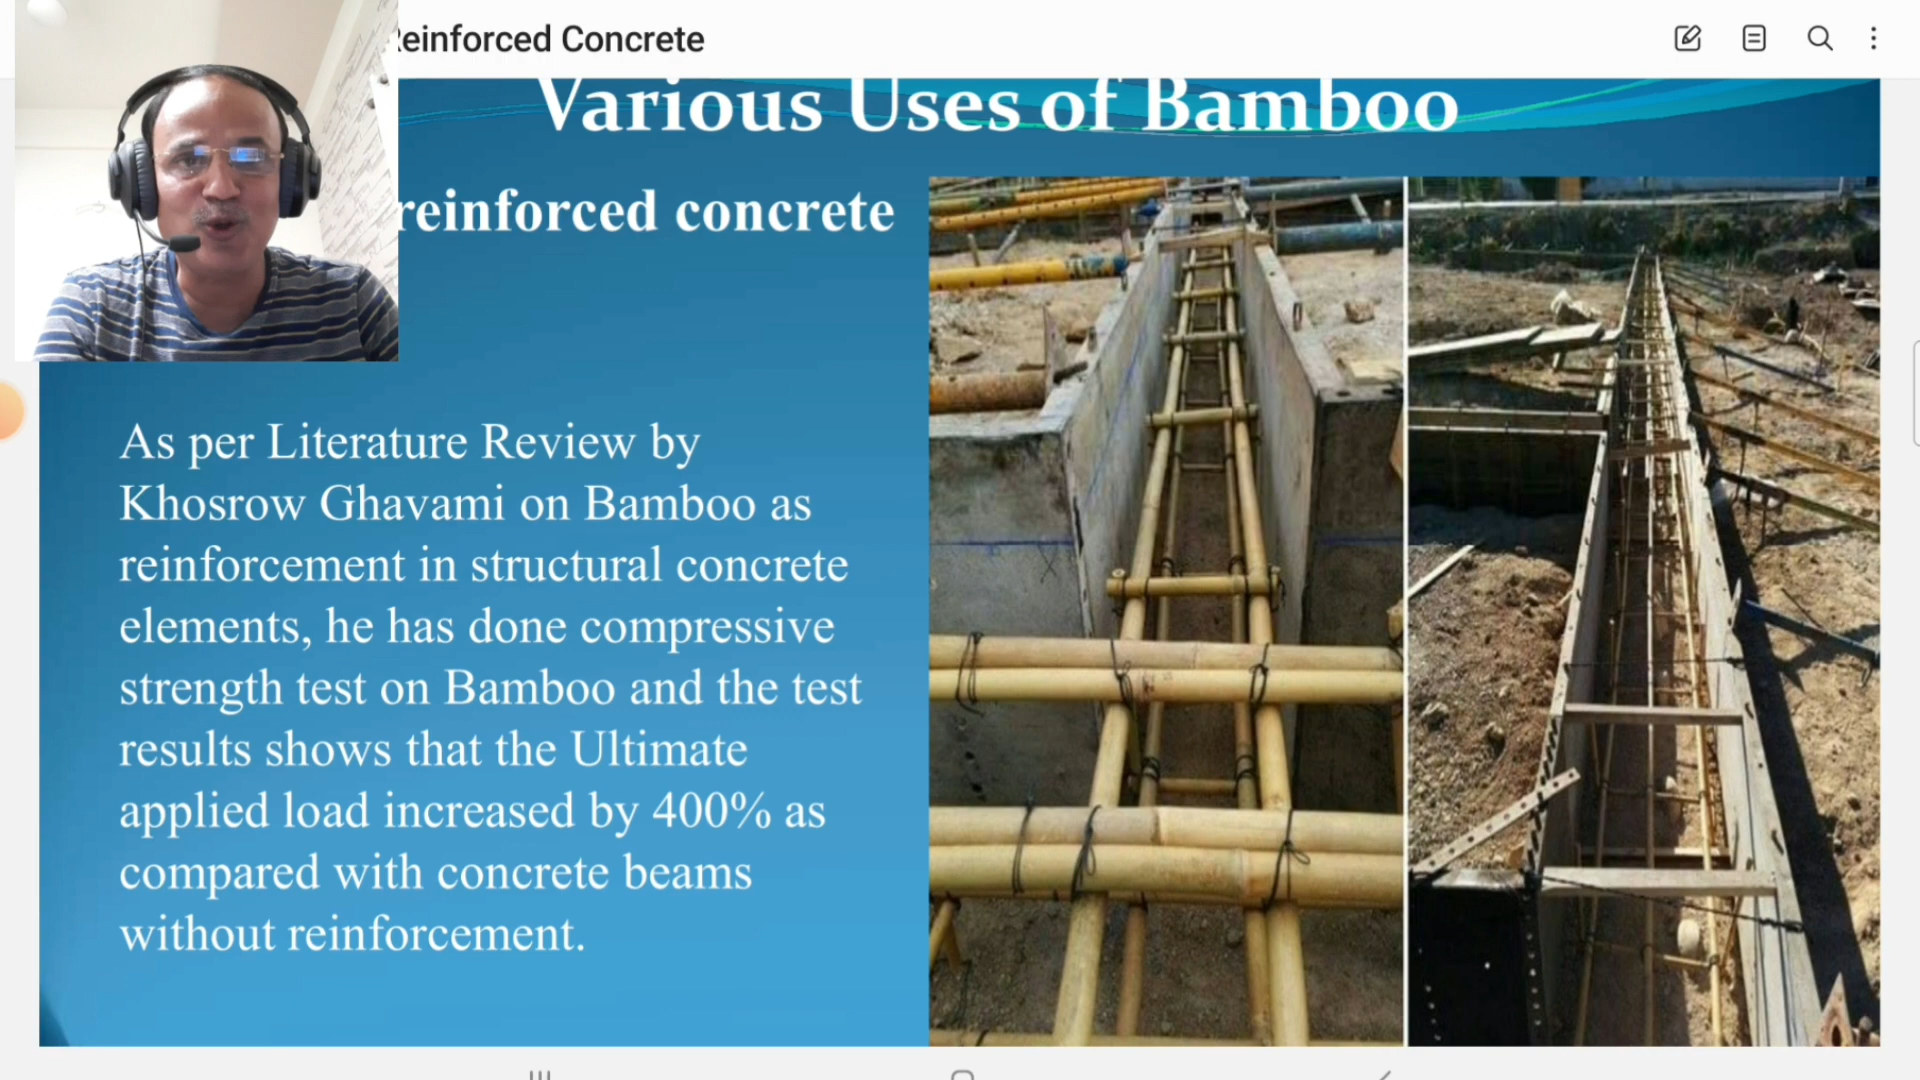 Reinforced Concrete
Various Uses of Bamboo
reinforced concrete
As per Literature Review by
Khosrow Ghavami on Bamboo as
reinforcement in structural concrete
elements, he has done compressive
strength test on Bamboo and the test
results shows that the Ultimate
applied load increased by 400% as
compared with concrete beams
without reinforcement.